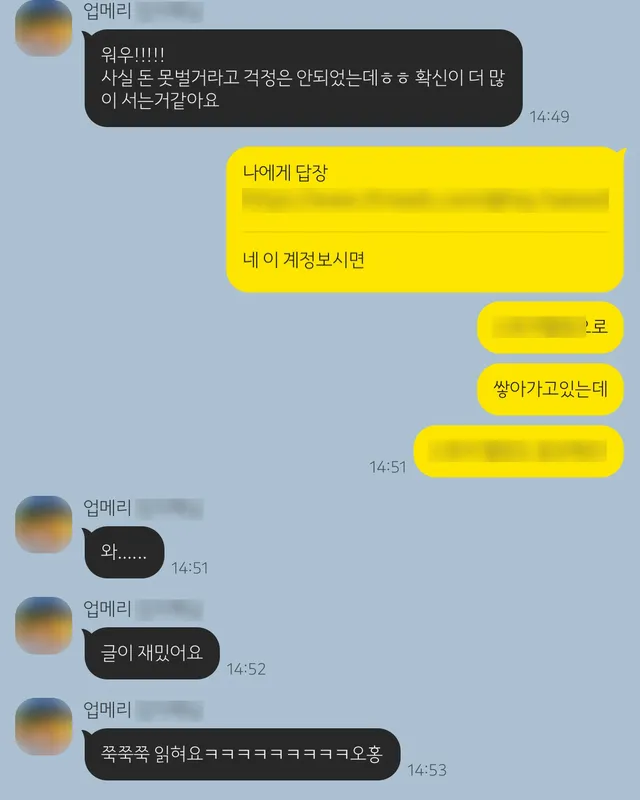 업메리
워우!!!!!
사실 돈 못벌거라고 걱정은 안되었는데ㅎㅎ 확신이 더 많
이 서는거같아요
14:49
나에게 답장
네 이 계정보시면
으로
쌓아가고있는데
14:51
업메리
와......
14:51
업메리
글이 재밌어요
14:52
업메리
쭉쭉쭉 읽혀요ㅋㅋㅋㅋㅋㅋㅋㅋㅋ오홍
14:53